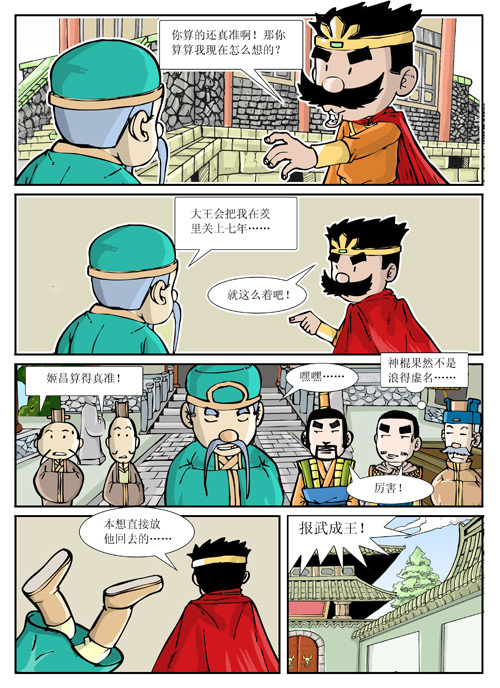 你算的还真准啊！那你
算算我现在怎么想的？
大王会把我在羑
里关上七年……
就这么着吧！
姬昌算得真准！
嘿嘿……
神棍果然不是
浪得虚名……
厉害！
本想直接放
他回去的……
报武成王！